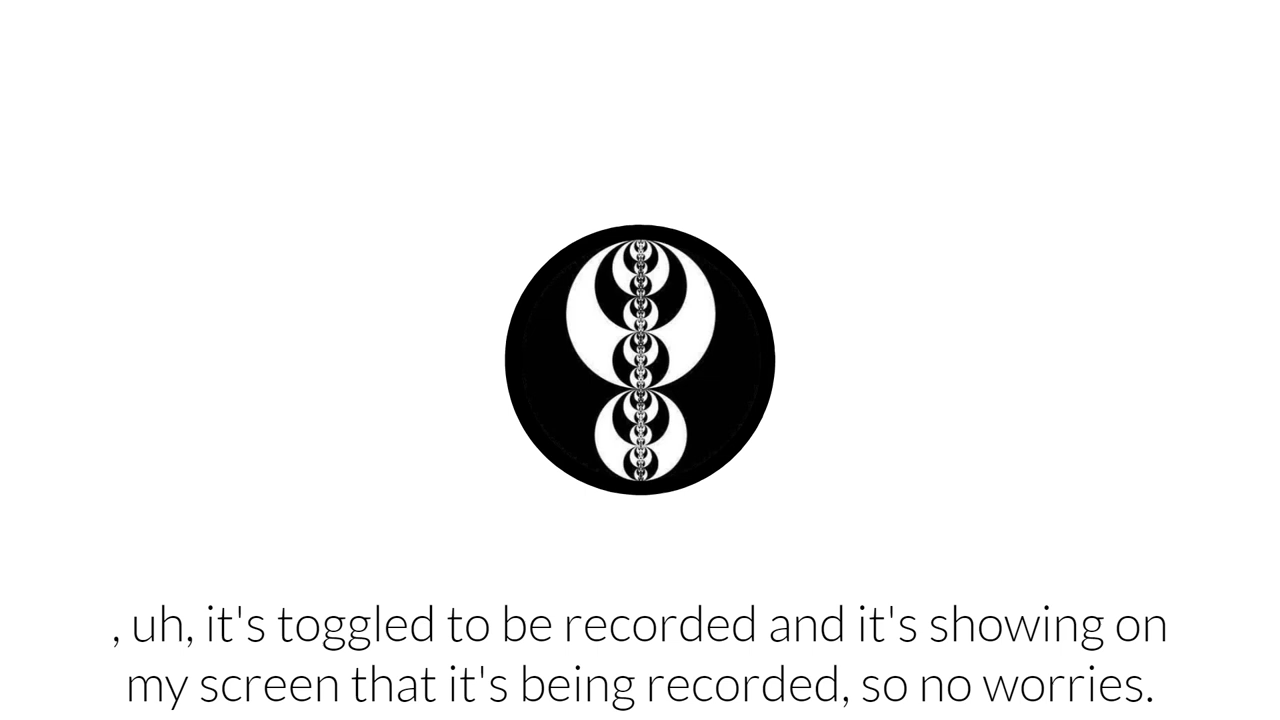 , uh, it's toggled to be recorded and it's showing on
my screen that it's being recorded, so no worries.